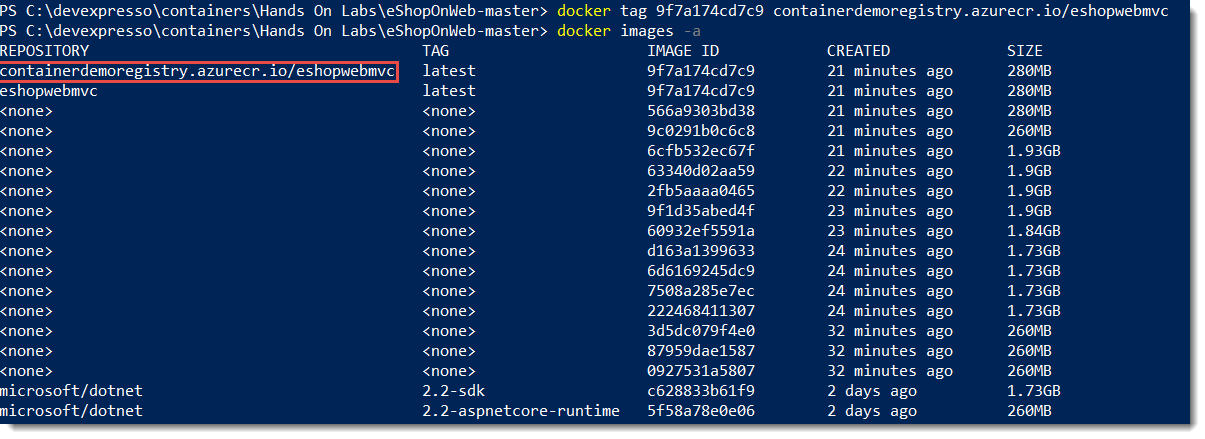 PS C:\devexpresso\containers\Hands On Labs\eShopOnWeb-master> docker tag 9f7a174cd7c9 containerdemoregistry.azurecr.io/eshopwebmvc
PS C:\devexpresso\containers\Hands On Labs\eShopOnWeb-master> docker images -a
REPOSITORY TAG IMAGE ID CREATED SIZE
containerdemoregistry.azurecr.io/eshopwebmvc latest 9f7a174cd7c9 21 minutes ago 280MB
eshopwebmvc latest 9f7a174cd7c9 21 minutes ago 280MB
<none> <none> 566a9303bd38 21 minutes ago 280MB
<none> <none> 9c0291b0c6c8 21 minutes ago 260MB
<none> <none> 6cfb532ec67f 21 minutes ago 1.93GB
<none> <none> 63340d02aa59 22 minutes ago 1.9GB
<none> <none> 2fb5aaaa0465 22 minutes ago 1.9GB
<none> <none> 9f1d35abed4f 23 minutes ago 1.9GB
<none> <none> 60932ef5591a 23 minutes ago 1.84GB
<none> <none> d163a1399633 24 minutes ago 1.73GB
<none> <none> 6d6169245dc9 24 minutes ago 1.73GB
<none> <none> 7508a285e7ec 24 minutes ago 1.73GB
<none> <none> 222468411307 24 minutes ago 1.73GB
<none> <none> 3d5dc079f4e0 32 minutes ago 260MB
<none> <none> 87959dae1587 32 minutes ago 260MB
<none> <none> 0927531a5807 32 minutes ago 260MB
microsoft/dotnet 2.2-sdk c628833b61f9 2 days ago 1.73GB
microsoft/dotnet 2.2-aspnetcore-runtime 5f58a78e0e06 2 days ago 260MB